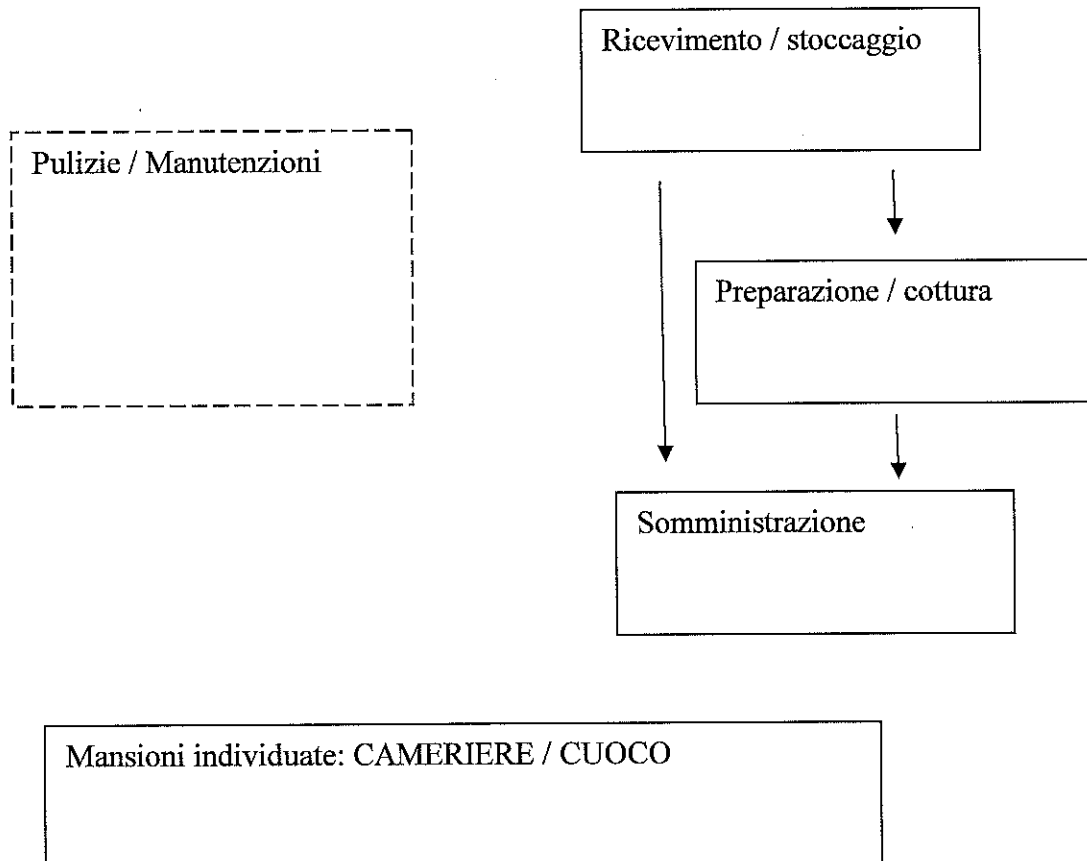 Ricevimento / stoccaggio
Pulizie / Manutenzioni
Preparazione / cottura
Somministrazione
Mansioni individuate: CAMERIERE / CUOCO